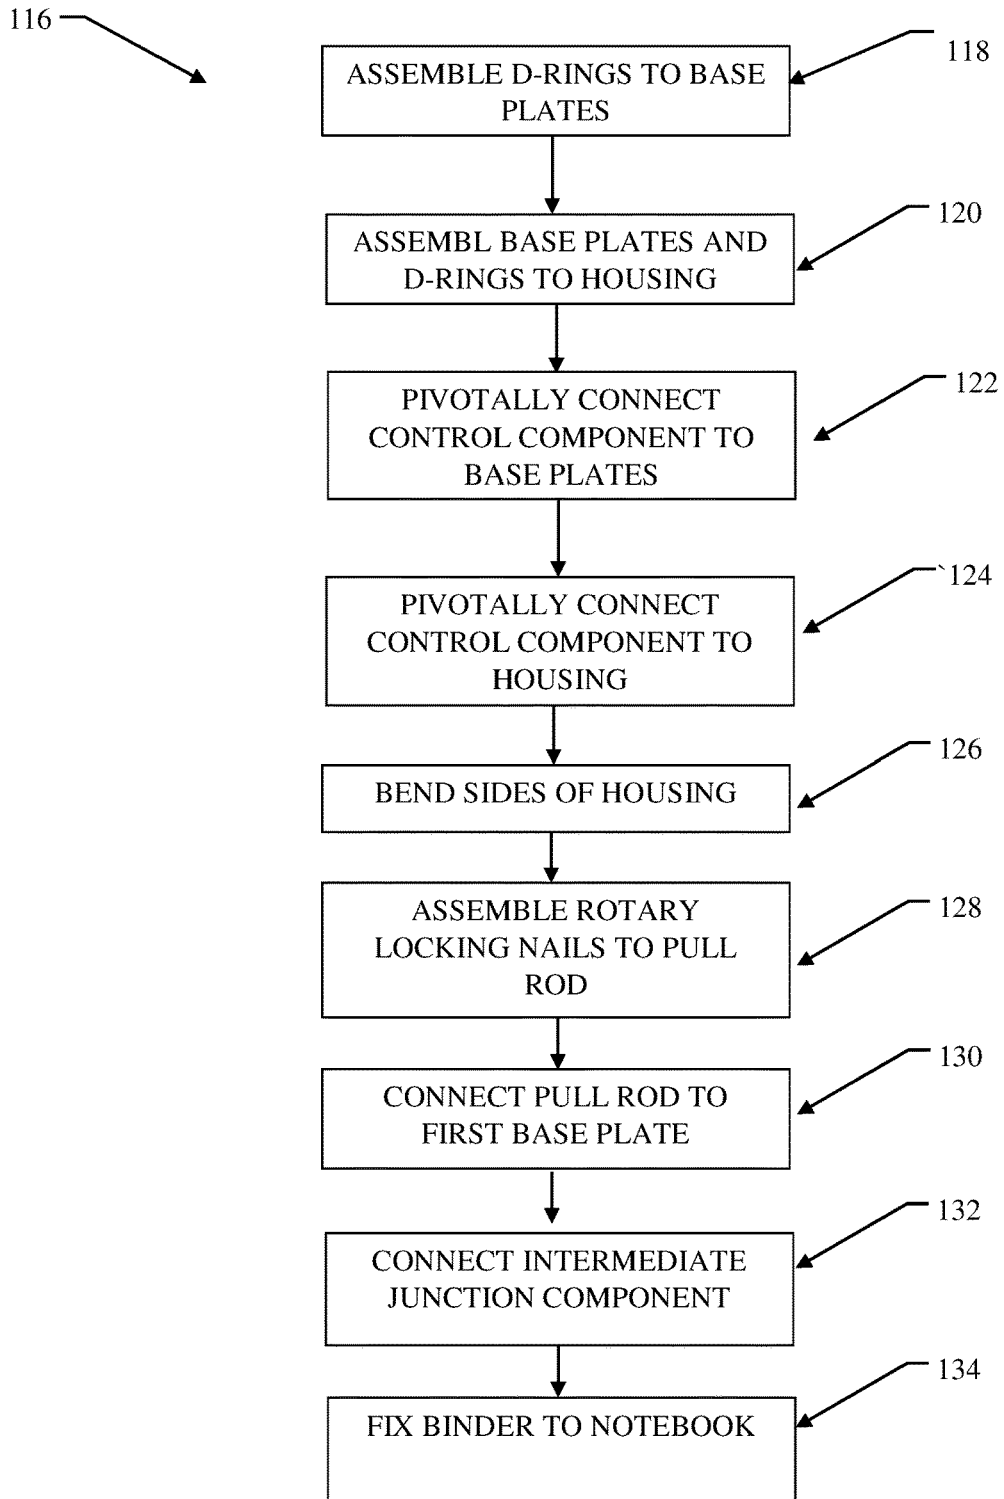 116
118
ASSEMBLE D-RINGS TO BASE
PLATES
120
ASSEMBL BASE PLATES AND
D-RINGS TO HOUSING
122
PIVOTALLY CONNECT
CONTROL COMPONENT TO
BASE PLATES
`124
PIVOTALLY CONNECT
CONTROL COMPONENT TO
HOUSING
126
BEND SIDES OF HOUSING
128
ASSEMBLE ROTARY
LOCKING NAILS TO PULL
ROD
130
CONNECT PULL ROD TO
FIRST BASE PLATE
132
CONNECT INTERMEDIATE
JUNCTION COMPONENT
134
FIX BINDER TO NOTEBOOK